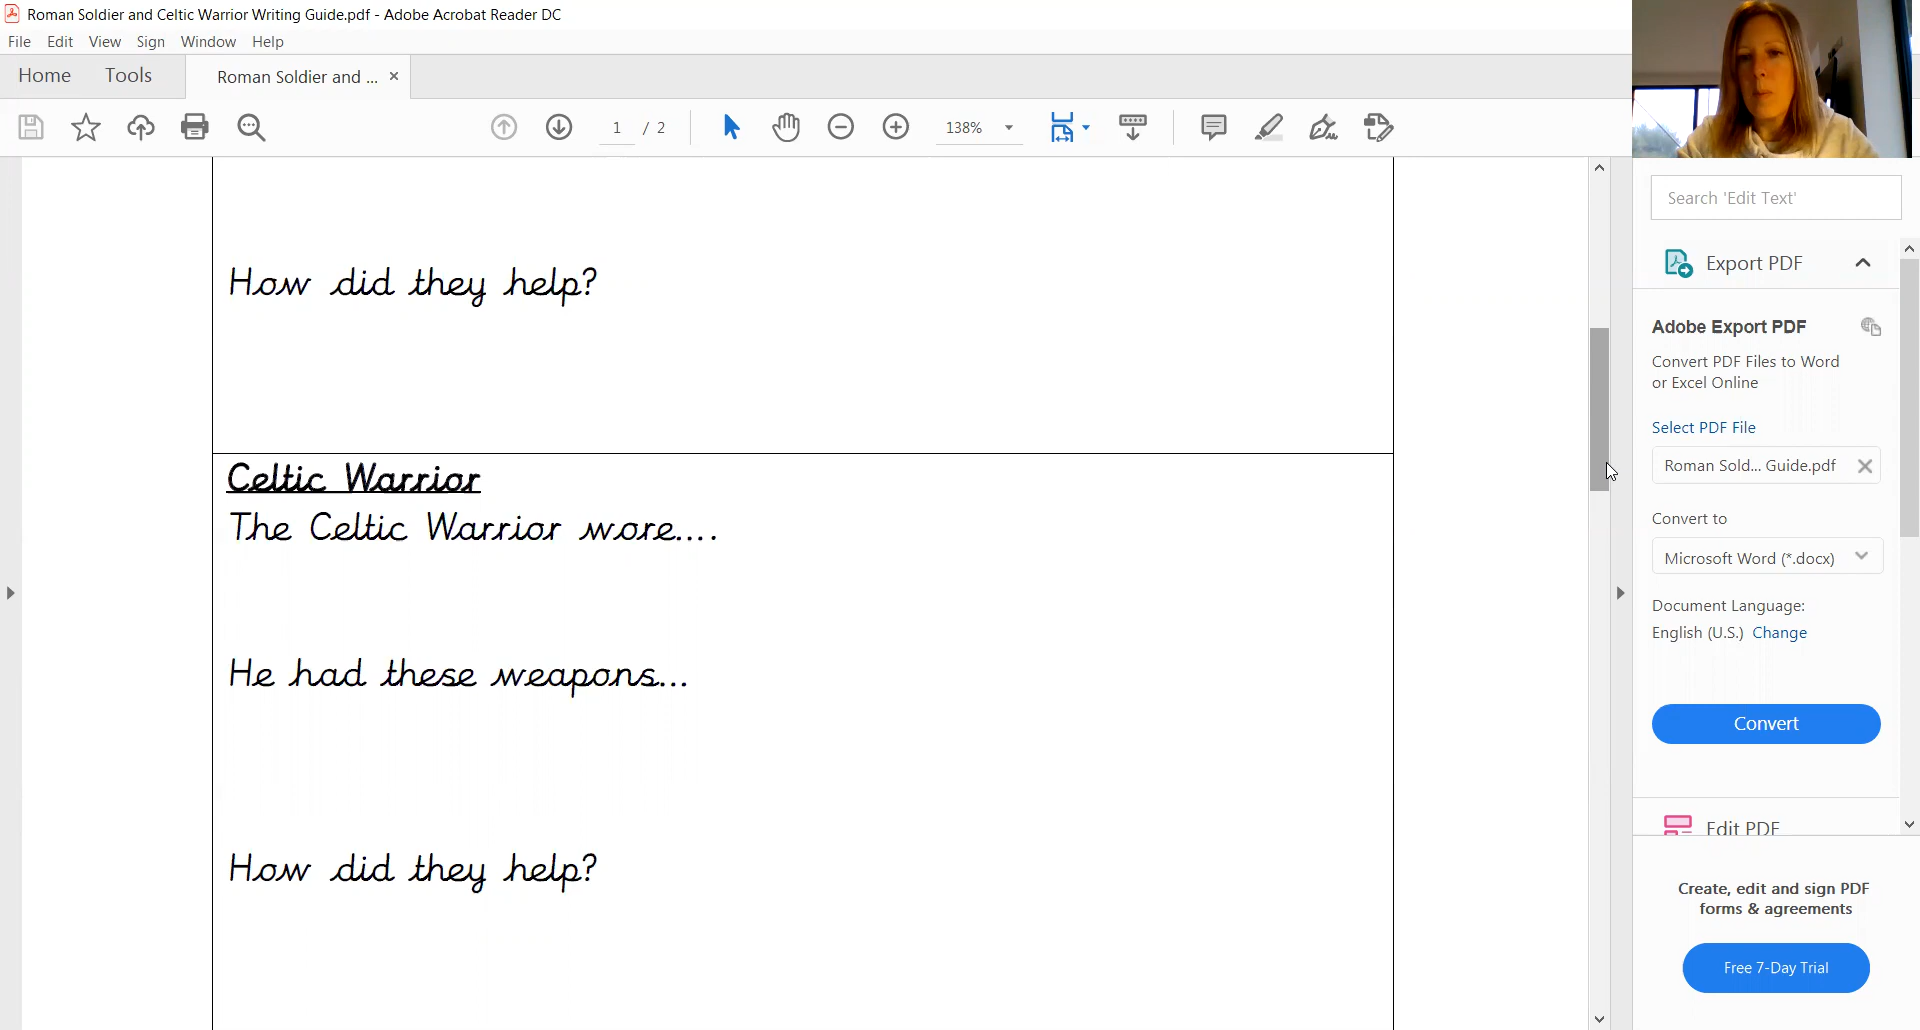 Roman Soldier and Celtic Warrior Writing Guide.pdf - Adobe Acrobat Reader DC
File Edit View Sign Window Help
Home Tools Roman Soldier and ... ×
1 / 2 138%
Search 'Edit Text'
Export PDF
Adobe Export PDF
Convert PDF Files to Word
or Excel Online
Select PDF File
Roman Sold... Guide.pdf
Convert to
Microsoft Word (*.docx)
Document Language:
English (U.S.) Change
Convert
Edit PDF
Create, edit and sign PDF
forms & agreements
Free 7-Day Trial
How did they help?
Celtic Warrior
The Celtic Warrior wore....
He had these weapons...
How did they help?